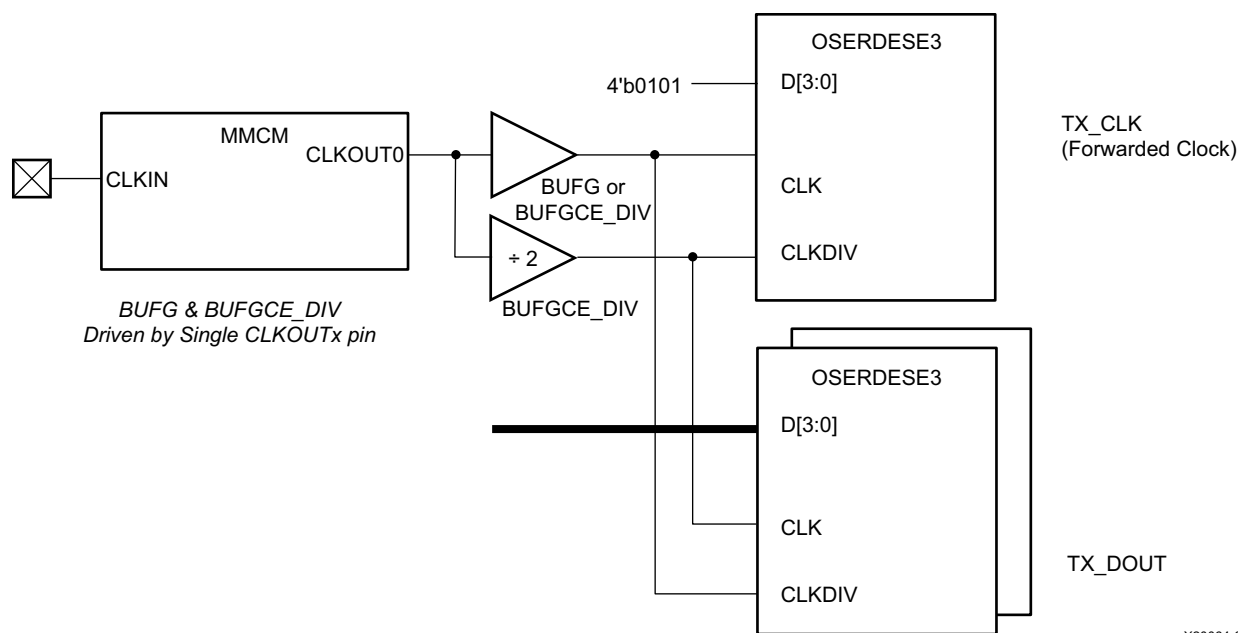 OSERDESE3
4'b0101
D[3:0]
MMCM
CLKOUT0
CLKIN
TX_CLK
(Forwarded Clock)
BUFG or
BUFGCE_DIV
CLK
÷ 2
CLKDIV
BUFGCE_DIV
BUFG & BUFGCE_DIV
Driven by Single CLKOUTx pin
OSERDESE3
D[3:0]
CLK
TX_DOUT
CLKDIV